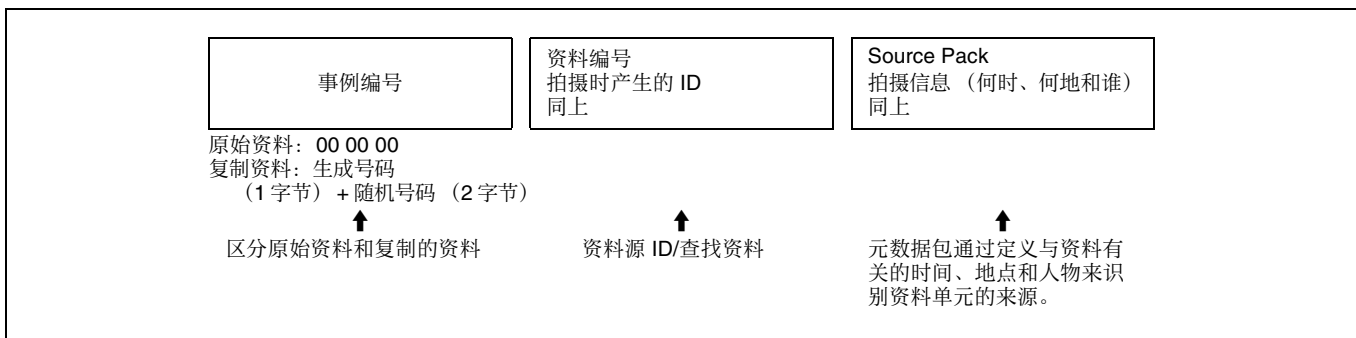 事例编号
资料编号
拍摄时产生的 ID
同上
Source Pack
拍摄信息 （何时、何地和谁）
同上
原始资料：00 00 00
复制资料：生成号码
（1 字节） + 随机号码 （2 字节）
区分原始资料和复制的资料
资料源 ID/查找资料
元数据包通过定义与资料有
关的时间、地点和人物来识
别资料单元的来源。